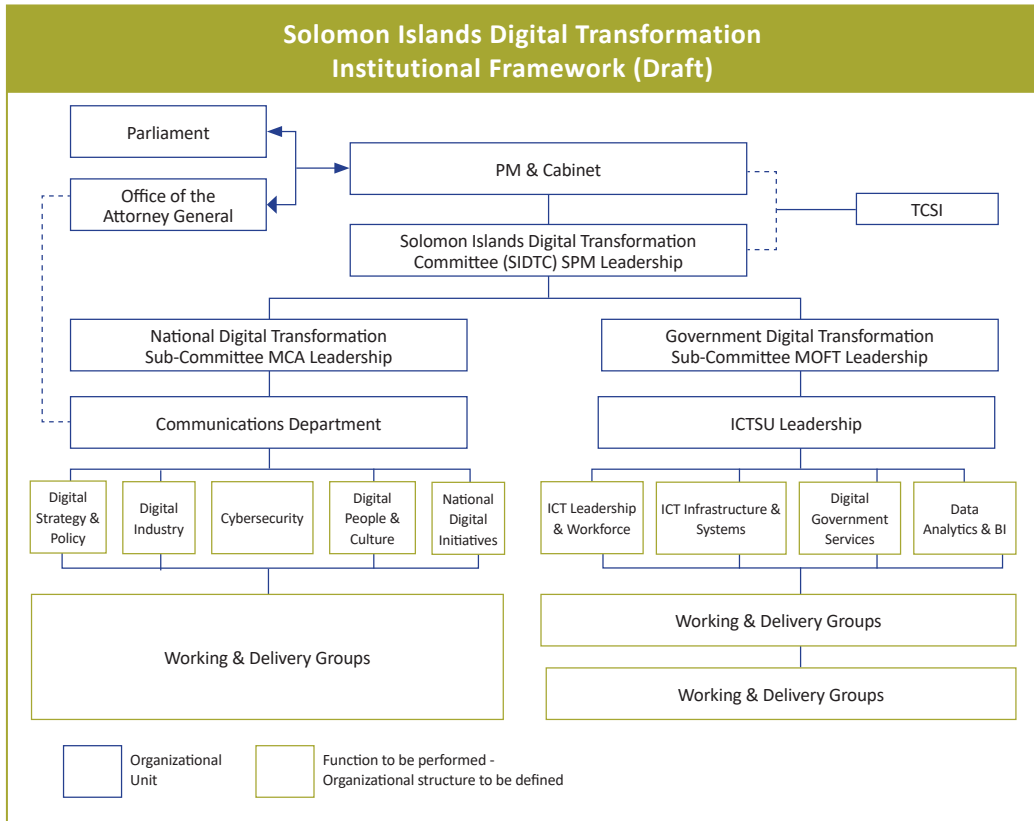 Solomon Islands Digital Transformation
Institutional Framework (Draft)
Parliament
PM & Cabinet
Office of the
Attorney General
TCSI
Solomon Islands Digital Transformation
Committee (SIDTC) SPM Leadership
National Digital Transformation
Sub-Committee MCA Leadership
Government Digital Transformation
Sub-Committee MOFT Leadership
Communications Department
ICTSU Leadership
Digital
Strategy &
Policy
Digital
Industry
Cybersecurity
Digital
People &
Culture
National
Digital
Initiatives
ICT Leadership
& Workforce
ICT Infrastructure &
Systems
Digital
Government
Services
Data
Analytics & BI
Working & Delivery Groups
Working & Delivery Groups
Working & Delivery Groups
Organizational
Unit
Function to be performed -
Organizational structure to be defined